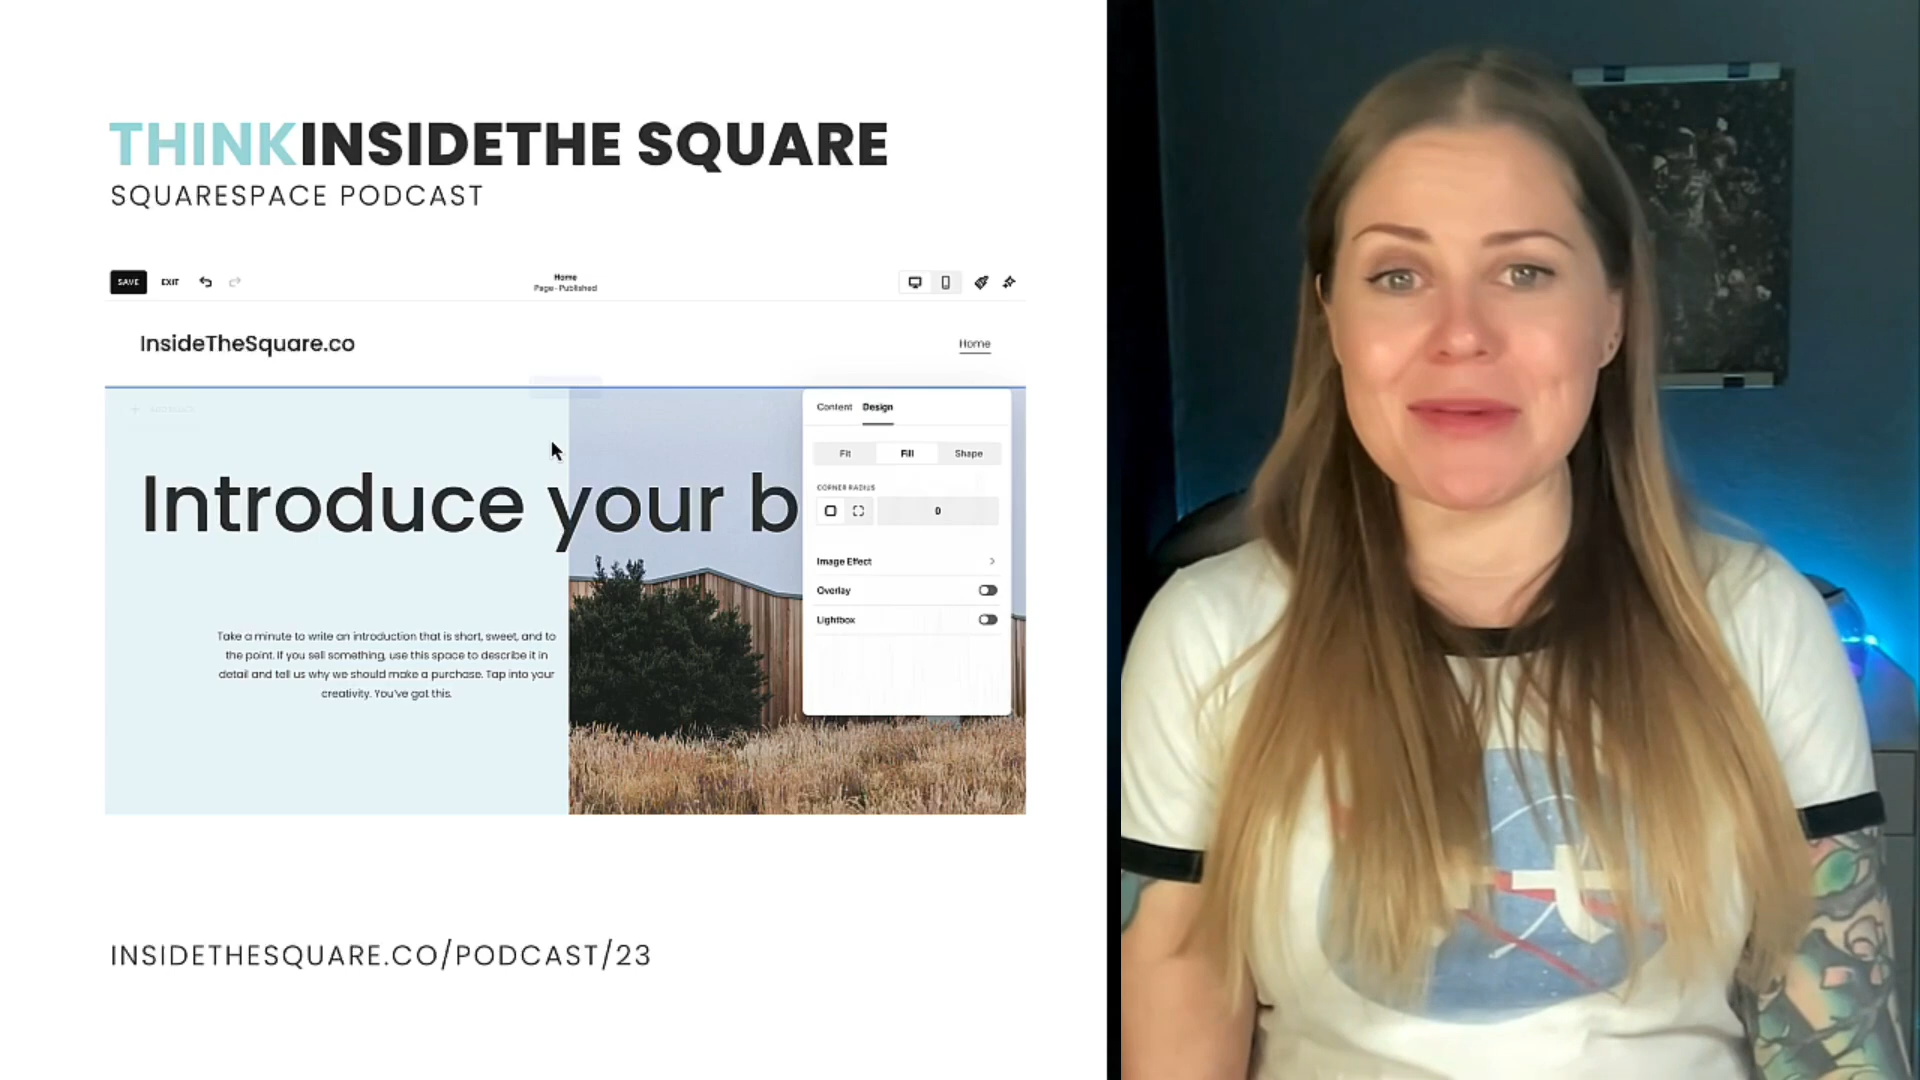 THINKINSIDETHE SQUARE
SQUARESPACE PODCAST
SAVE EXIT
Home
Page · Published
InsideTheSquare.co
Home
Content Design
Fit Fill Shape
CORNER RADIUS
0
Image Effect
Overlay
Lightbox
Introduce your b
Take a minute to write an introduction that is short, sweet, and to
the point. If you sell something, use this space to describe it in
detail and tell us why we should make a purchase. Tap into your
creativity. You've got this.
INSIDETHESQUARE.CO/PODCAST/23